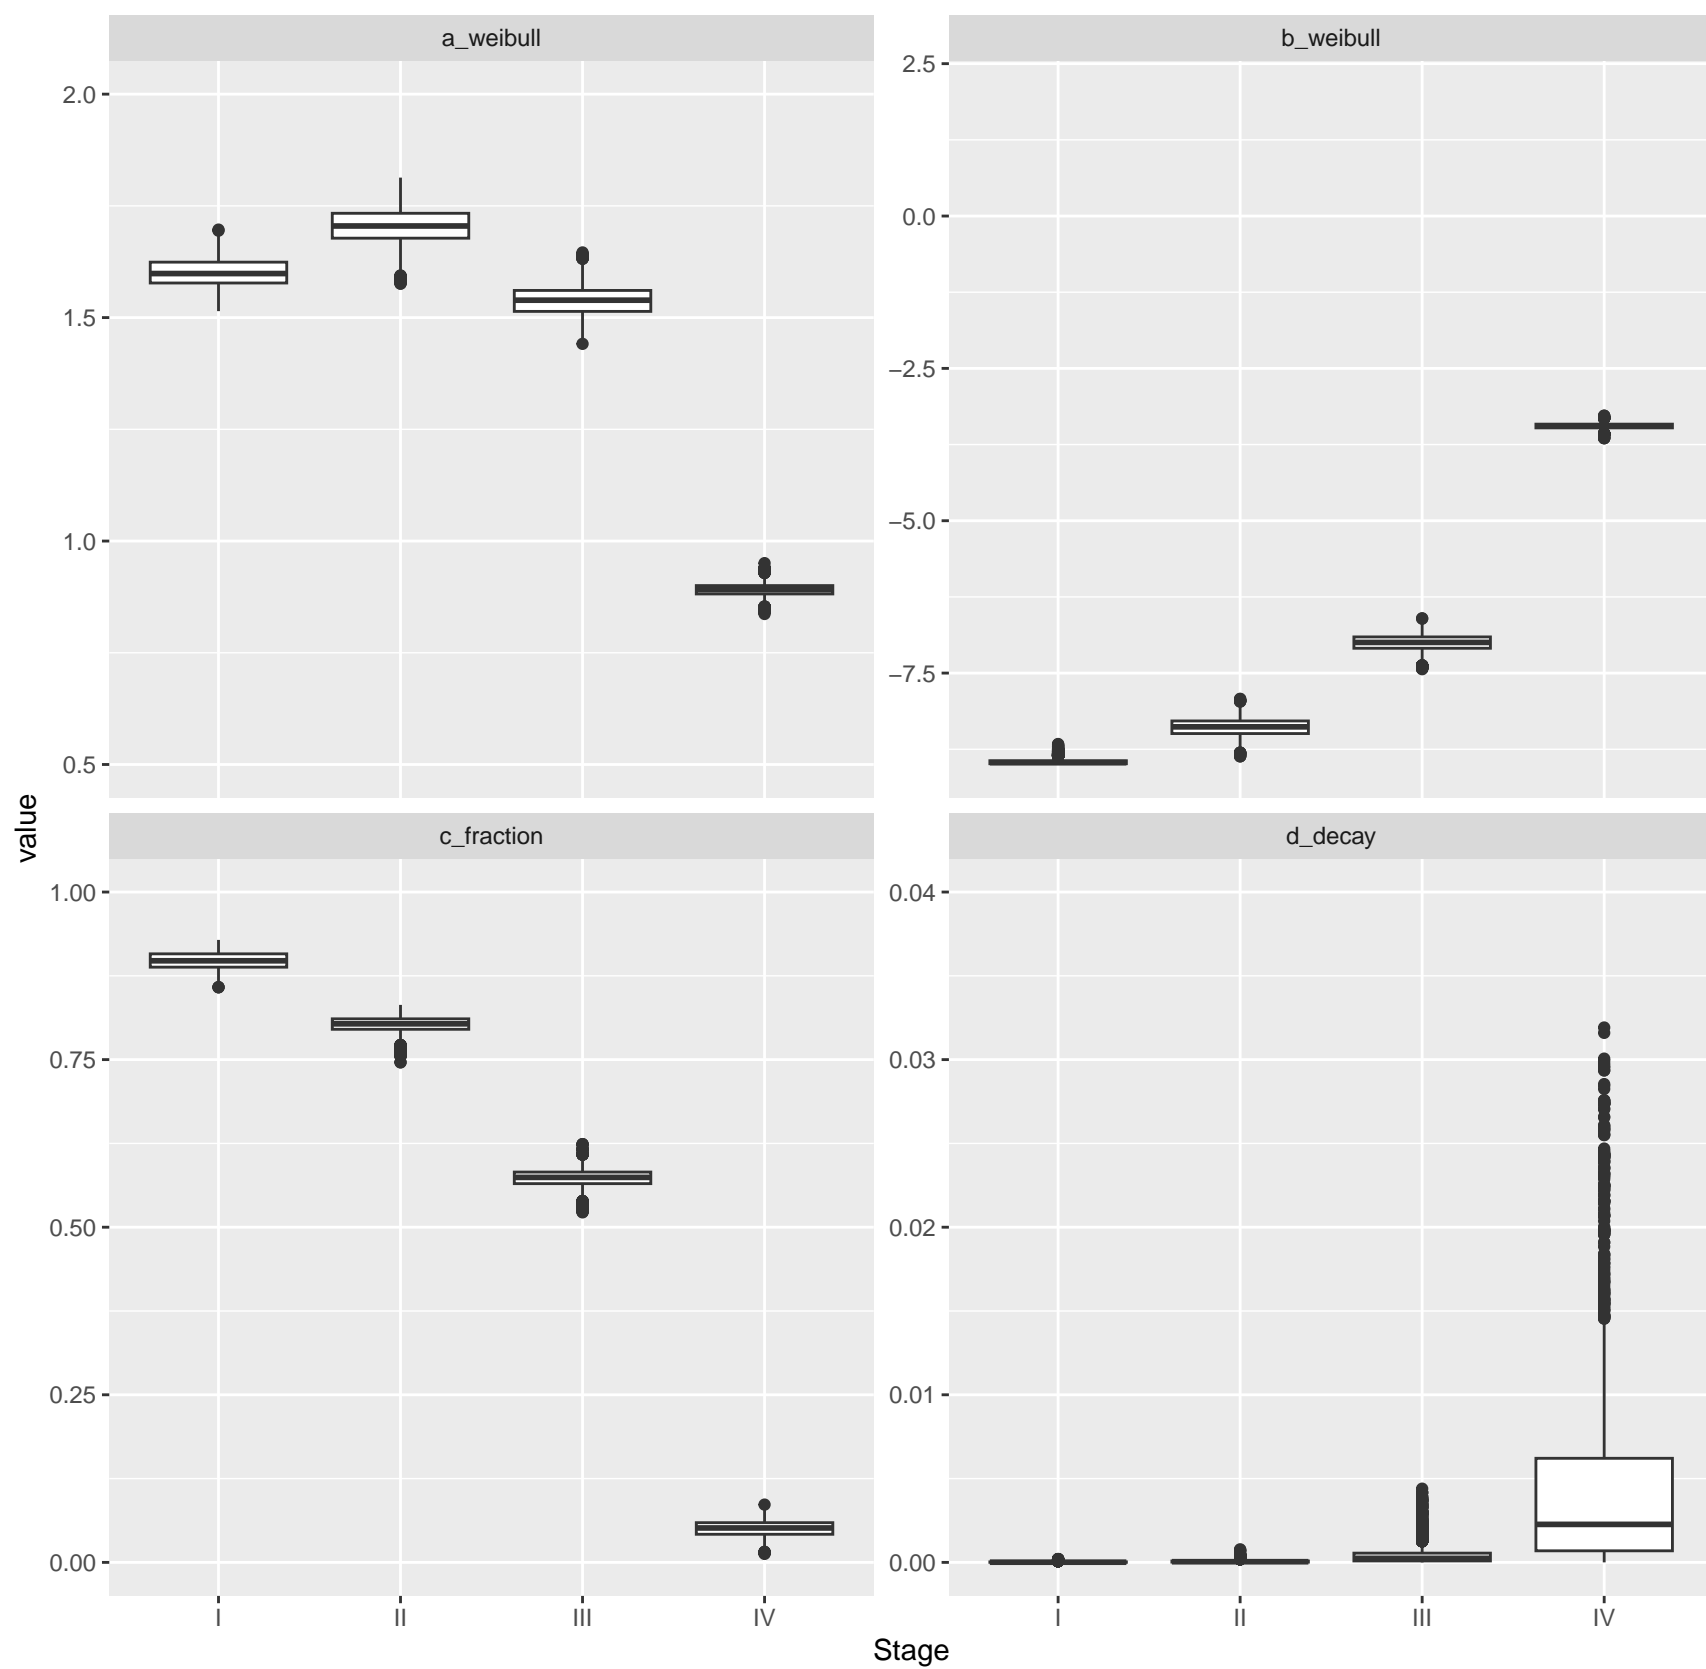 a_weibull
b_weibull
2.0
1.5
1.0
0.5
2.5
0.0
−2.5
−5.0
−7.5
value
c_fraction
d_decay
1.00
0.75
0.50
0.25
0.00
0.04
0.03
0.02
0.01
0.00
I II III IV
I II III IV
Stage